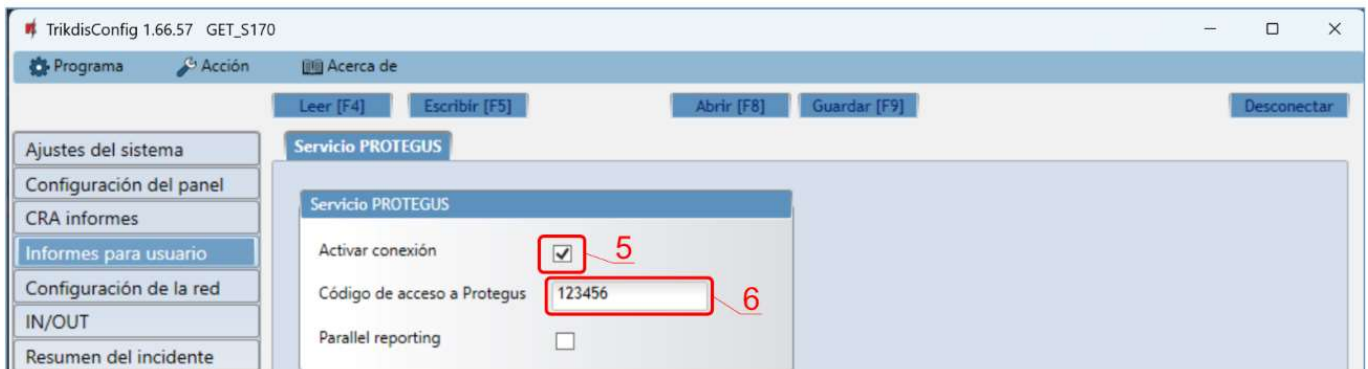 TrikdisConfig 1.66.57 GET_S170
Programa Acción Acerca de
Leer [F4] Escribir [F5] Abrir [F8] Guardar [F9] Desconectar
Ajustes del sistema
Configuración del panel
CRA informes
Informes para usuario
Configuración de la red
IN/OUT
Resumen del incidente
Servicio PROTEGUS
Servicio PROTEGUS
Activar conexión 5
Código de acceso a Protegus 123456 6
Parallel reporting